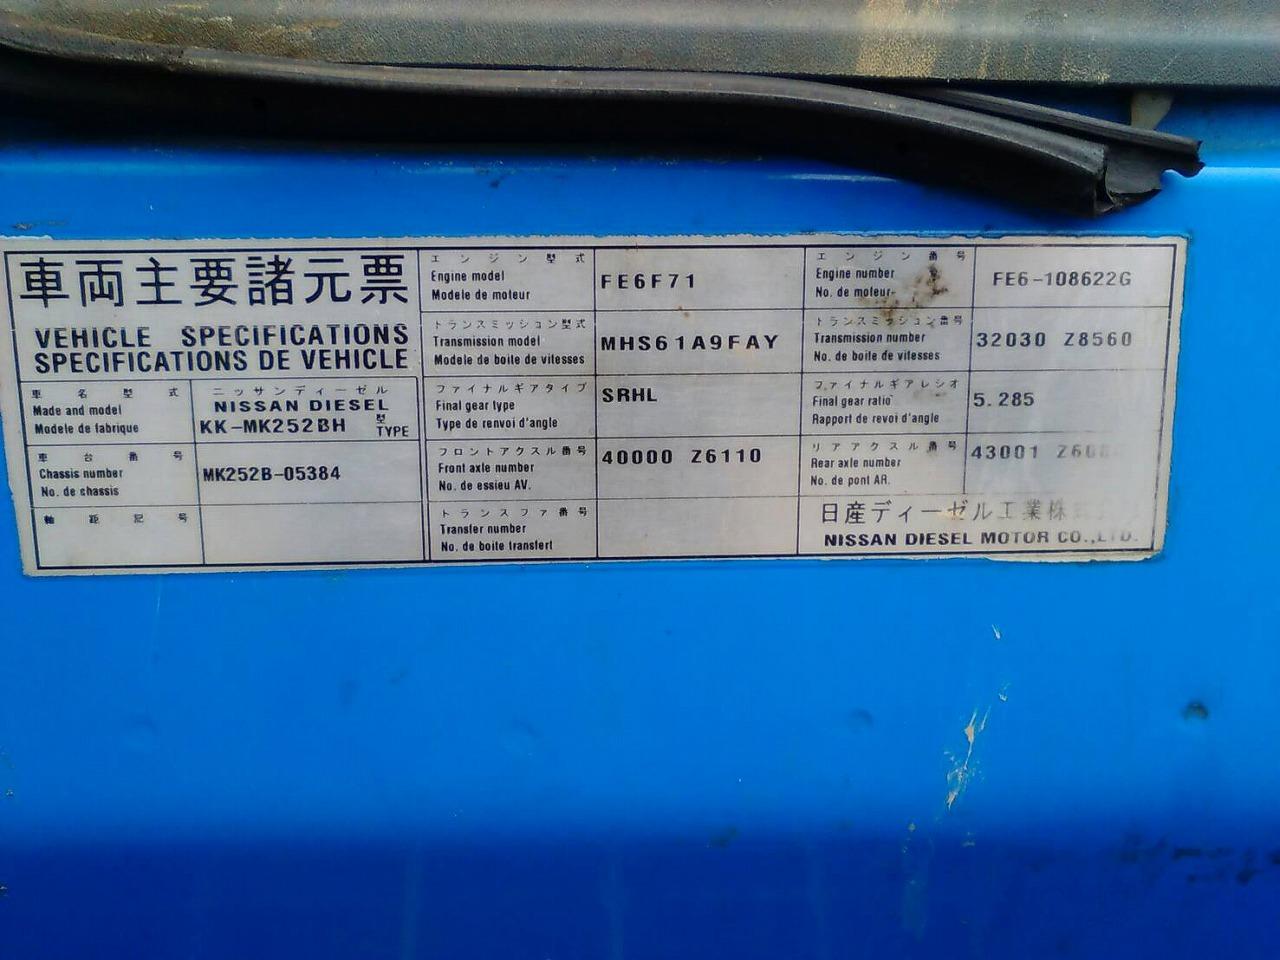 車両主要諸元票
VEHICLE SPECIFICATIONS
SPECIFICATIONS DE VEHICLE
車名型式
Made and model
Modele de fabrique
ニッサンディーゼル
NISSAN DIESEL
KK-MK252BH 型
TYPE
車台番号
Chassis number
No. de chassis
MK252B-05384
軸距記号
エンジン型式
Engine model
Modele de moteur
FE6F71
トランスミッション型式
Transmission model
Modele de boite de vitesses
MHS61A9FAY
ファイナルギアタイプ
Final gear type
Type de renvoi d'angle
SRHL
フロントアクスル番号
Front axle number
No. de essieu AV.
40000 Z6110
トランスファ番号
Transfer number
No. de boite transfert
エンジン番号
Engine number
No. de moteur
FE6-108622G
トランスミッション番号
Transmission number
No. de boite de vitesses
32030 Z8560
ファイナルギアレシオ
Final gear ratio
Rapport de revoi d'angle
5.285
リアアクスル番号
Rear axle number
No. de pont AR.
43001
日産ディーゼル工業株
NISSAN DIESEL MOTOR CO.,LTD.